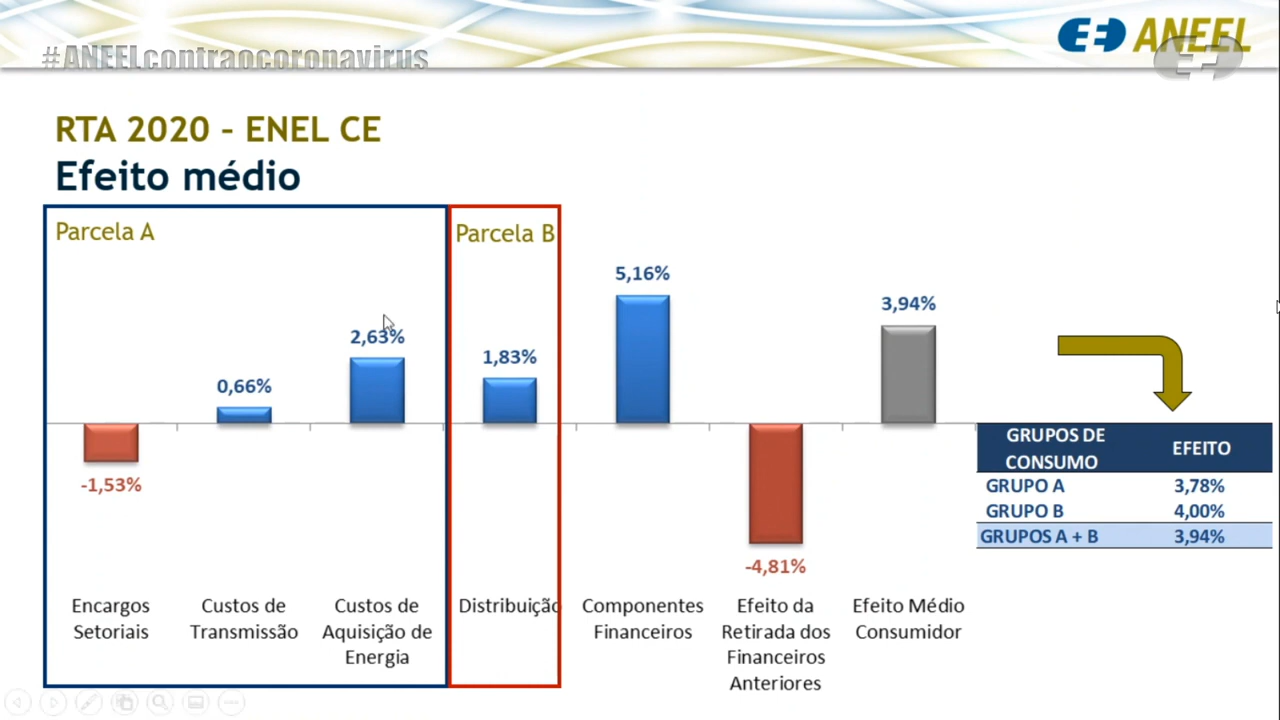 #ANEELcontraocoronavirus
ANEEL
RTA 2020 - ENEL CE
Efeito médio
Parcela A
Parcela B
5,16%
3,94%
2,63%
1,83%
0,66%
-1,53%
-4,81%
GRUPOS DE CONSUMO EFEITO
GRUPO A 3,78%
GRUPO B 4,00%
GRUPOS A + B 3,94%
Encargos
Setoriais
Custos de
Transmissão
Custos de
Aquisição de
Energia
Distribuição
Componentes
Financeiros
Efeito da
Retirada dos
Financeiros
Anteriores
Efeito Médio
Consumidor